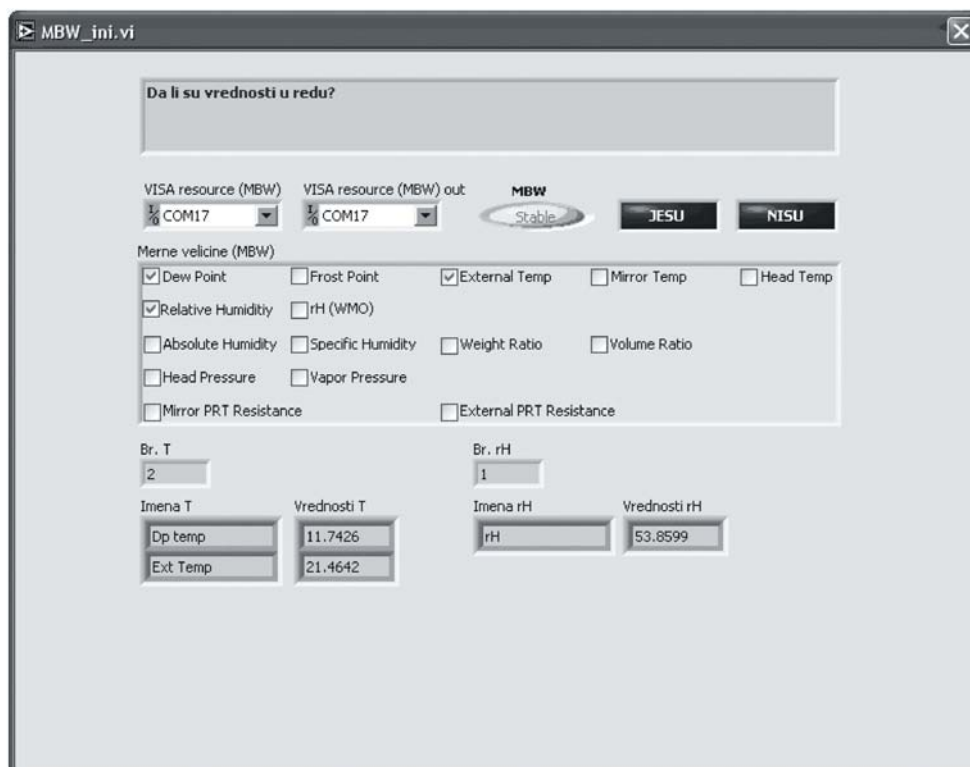 MBW_ini.vi
Da li su vrednosti u redu?
VISA resource (MBW) VISA resource (MBW) out MBW
COM17 COM17 Stable JESU NISU
Merne velicine (MBW)
Dew Point Frost Point External Temp Mirror Temp Head Temp
Relative Humiditiy rH (WMO)
Absolute Humidity Specific Humidity Weight Ratio Volume Ratio
Head Pressure Vapor Pressure
Mirror PRT Resistance External PRT Resistance
Br. T Br. rH
2 1
Imena T Vrednosti T Imena rH Vrednosti rH
Dp temp 11.7426 rH 53.8599
Ext Temp 21.4642